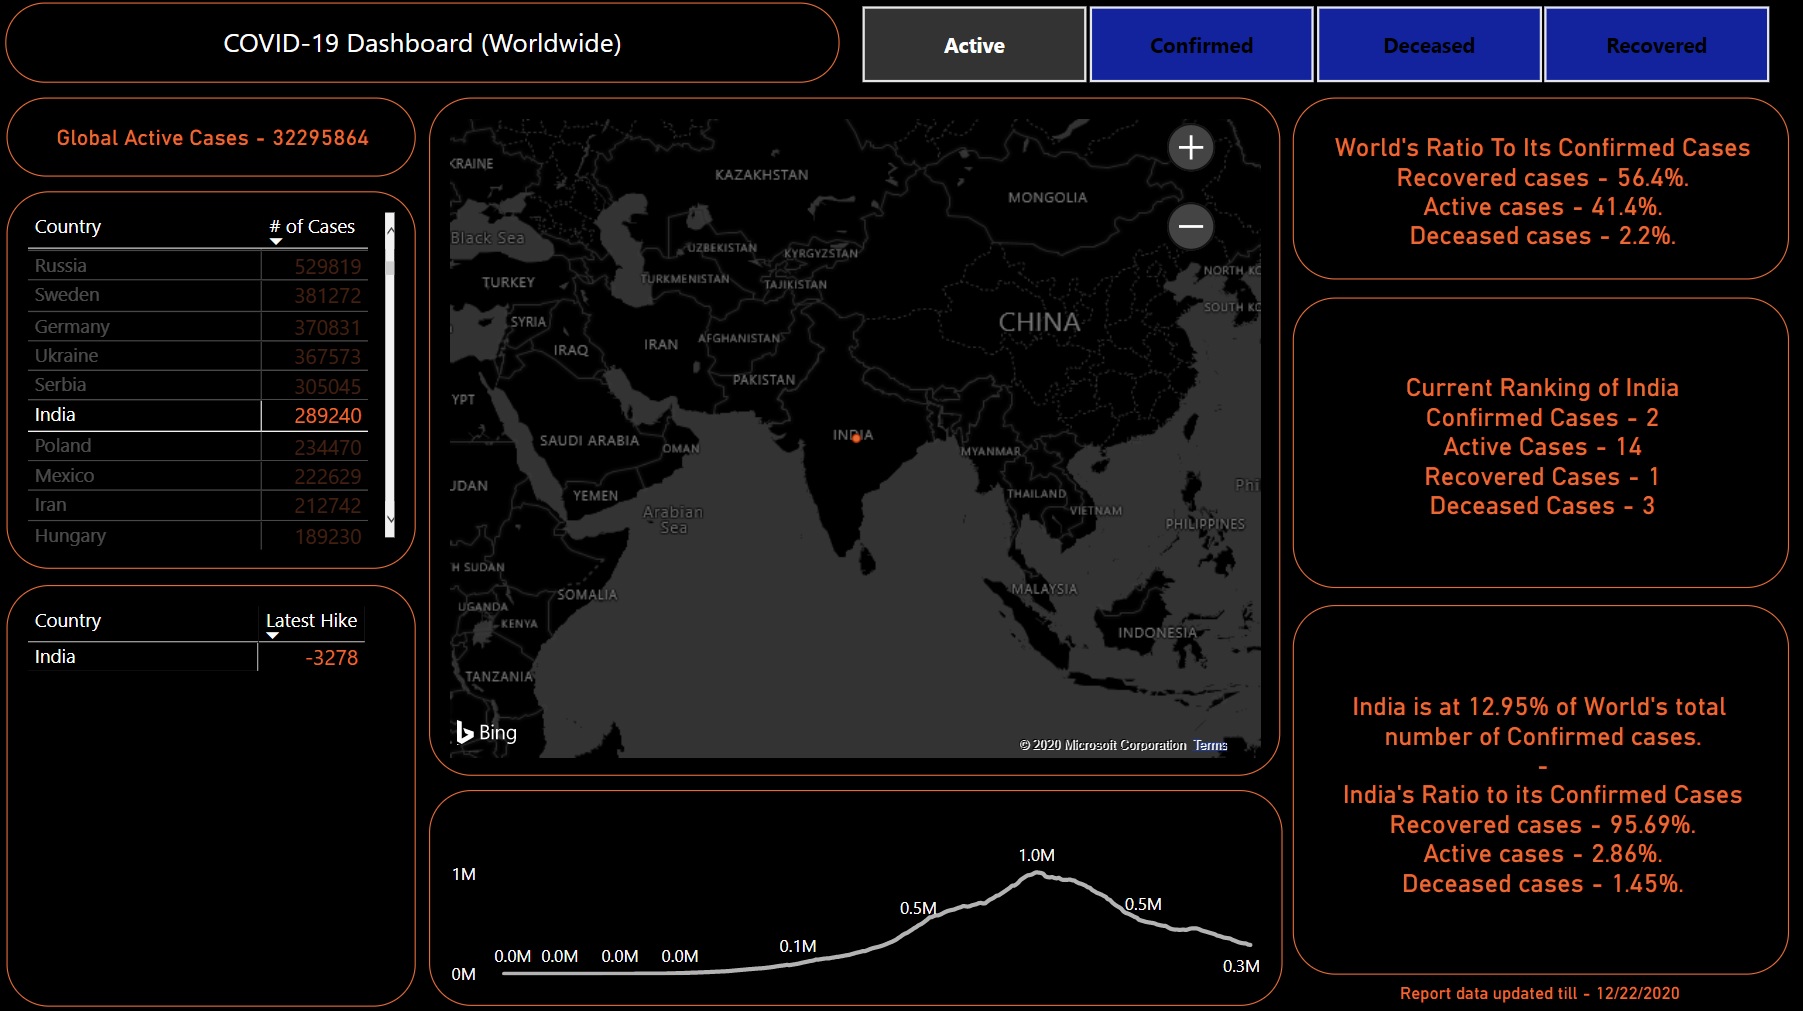 COVID-19 Dashboard (Worldwide)
Active
Confirmed
Deceased
Recovered
Global Active Cases - 32295864
Country # of Cases
Russia 529819
Sweden 381272
Germany 370831
Ukraine 367573
Serbia 305045
India 289240
Poland 234470
Mexico 222629
Iran 212742
Hungary 189230
Country Latest Hike
India -3278
KRAINE
KAZAKHSTAN
MONGOLIA
Black Sea
UZBEKISTAN
KYRGYZSTAN
NORTH KO
TURKEY
TURKMENISTAN
TAJIKISTAN
SOUTH KO
SYRIA
CHINA
IRAQ
IRAN
AFGHANISTAN
PAKISTAN
YPT
INDIA
SAUDI ARABIA
OMAN
MYANMAR
JDAN
YEMEN
THAILAND
Phi
Arabian
Sea
VIETNAM
PHILIPPINES
H SUDAN
SOMALIA
MALAYSIA
UGANDA
KENYA
INDONESIA
TANZANIA
Bing
© 2020 Microsoft Corporation Terms
1M
0M
0.0M 0.0M 0.0M 0.0M 0.1M 0.5M 1.0M 0.5M 0.3M
World's Ratio To Its Confirmed Cases
Recovered cases - 56.4%.
Active cases - 41.4%.
Deceased cases - 2.2%.
Current Ranking of India
Confirmed Cases - 2
Active Cases - 14
Recovered Cases - 1
Deceased Cases - 3
India is at 12.95% of World's total
number of Confirmed cases.
-
India's Ratio to its Confirmed Cases
Recovered cases - 95.69%.
Active cases - 2.86%.
Deceased cases - 1.45%.
Report data updated till - 12/22/2020